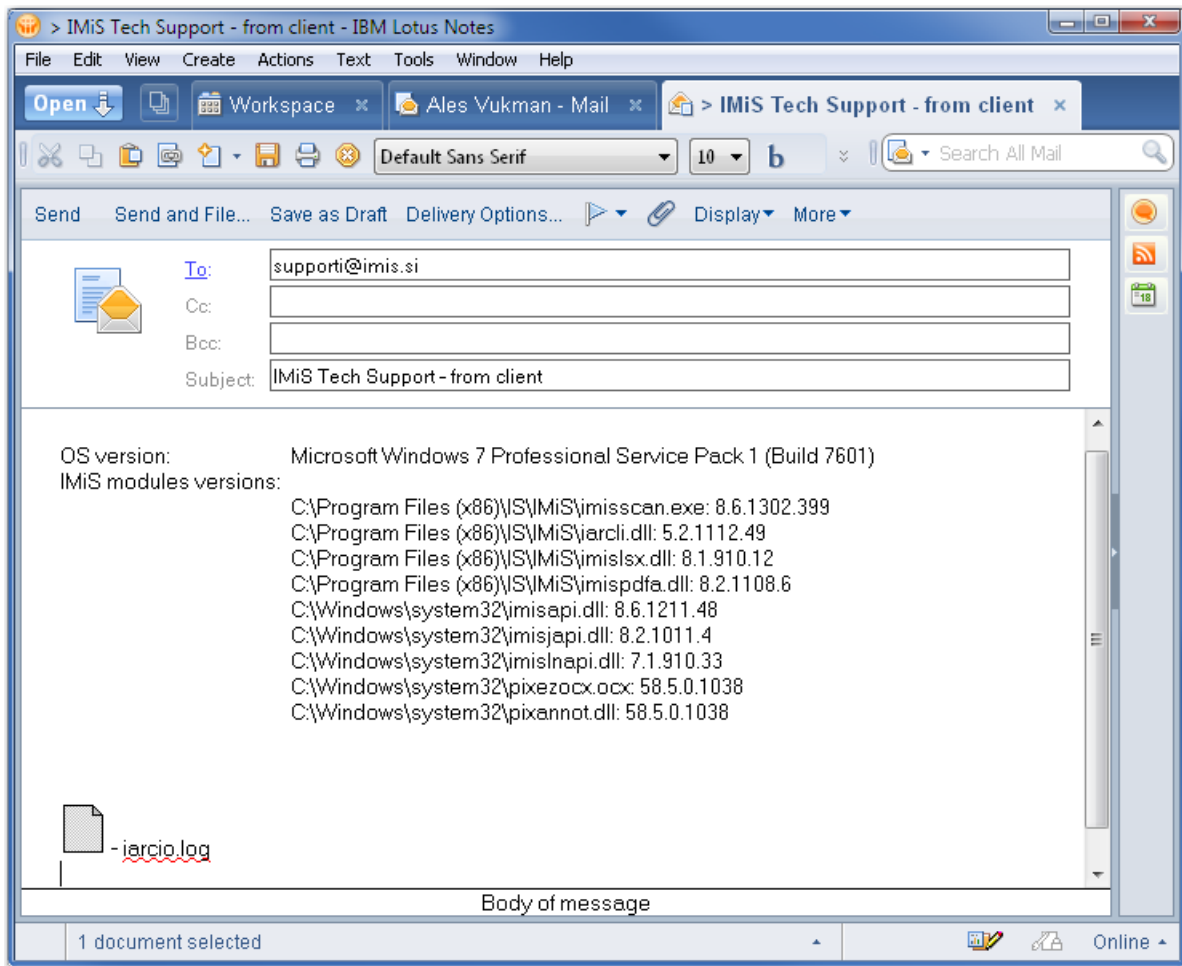 > IMiS Tech Support - from client - IBM Lotus Notes
File Edit View Create Actions Text Tools Window Help
Open Workspace Ales Vukman - Mail > IMiS Tech Support - from client
Default Sans Serif 10 b Search All Mail
Send Send and File... Save as Draft Delivery Options... Display More
To: supporti@imis.si
Cc:
Bcc:
Subject: IMiS Tech Support - from client
18
OS version: Microsoft Windows 7 Professional Service Pack 1 (Build 7601)
IMiS modules versions:
C:\Program Files (x86)\IS\IMiS\imisscan.exe: 8.6.1302.399
C:\Program Files (x86)\IS\IMiS\iarcli.dll: 5.2.1112.49
C:\Program Files (x86)\IS\IMiS\imislsx.dll: 8.1.910.12
C:\Program Files (x86)\IS\IMiS\imispdfa.dll: 8.2.1108.6
C:\Windows\system32\imisapi.dll: 8.6.1211.48
C:\Windows\system32\imisjapi.dll: 8.2.1011.4
C:\Windows\system32\imislnapi.dll: 7.1.910.33
C:\Windows\system32\pixezocx.ocx: 58.5.0.1038
C:\Windows\system32\pixannot.dll: 58.5.0.1038
- iarcio.log
Body of message
1 document selected Online